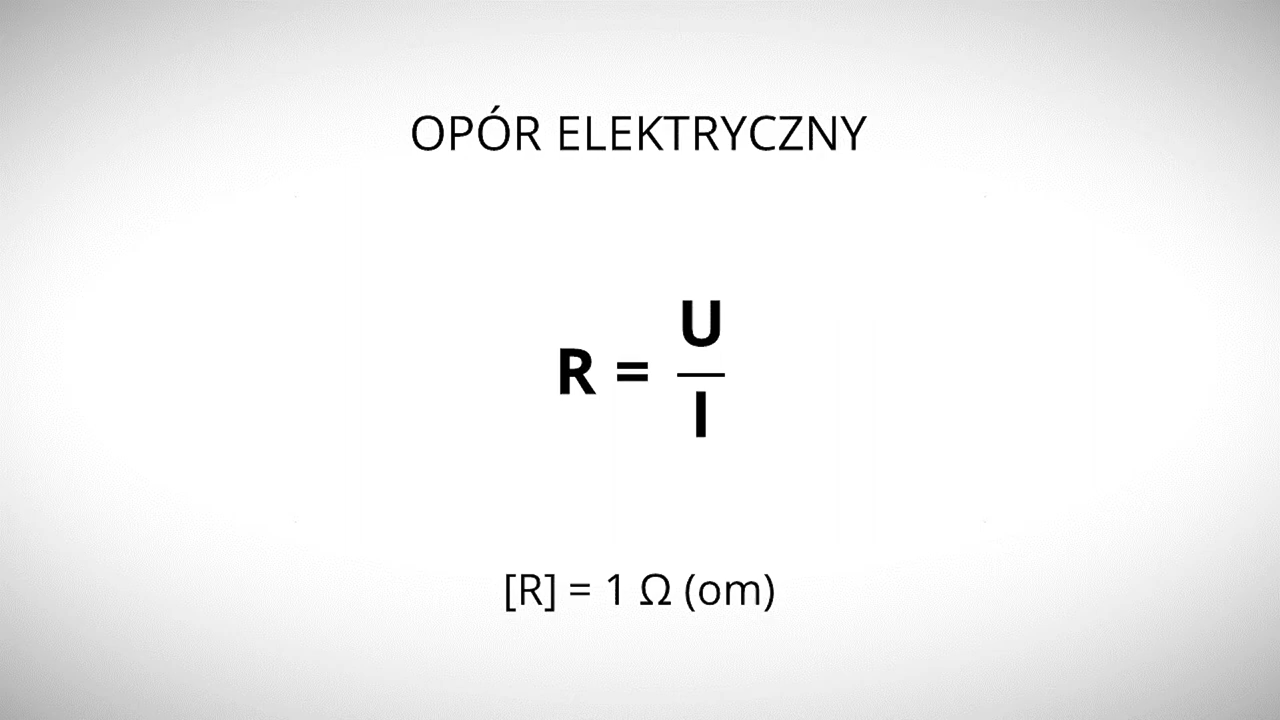 OPÓR ELEKTRYCZNY
R = U
I
[R] = 1 Ω (om)